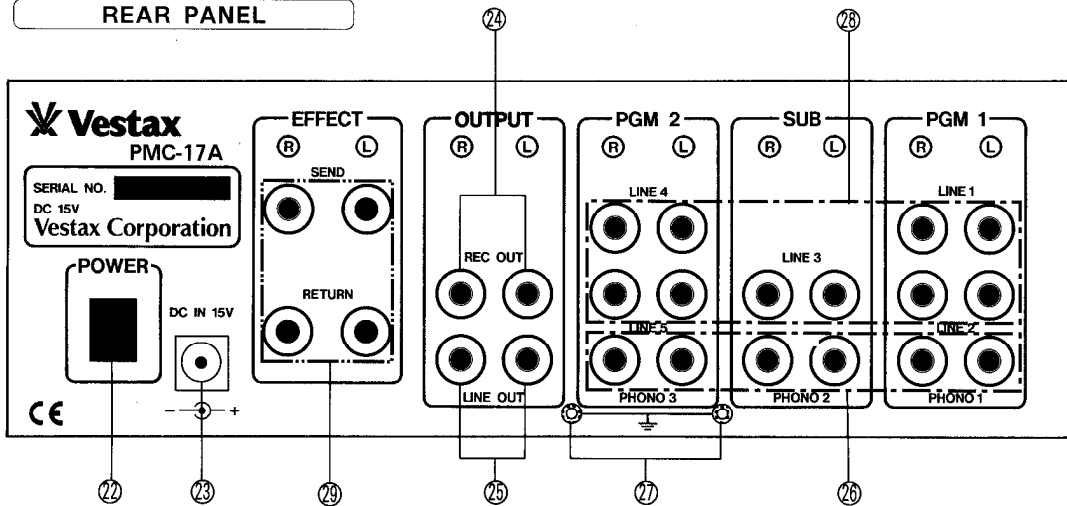 REAR PANEL
㉔ ㉘
Vestax
PMC-17A
SERIAL NO.
DC 15V
Vestax Corporation
POWER
DC IN 15V
- +
CE
EFFECT
R L
SEND
RETURN
OUTPUT
R L
REC OUT
LINE OUT
PGM 2
R L
LINE 4
LINE 5
PHONO 3
SUB
R L
LINE 3
PHONO 2
PGM 1
R L
LINE 1
LINE 2
PHONO 1
㉒ ㉓ ㉙ ㉕ ㉗ ㉖